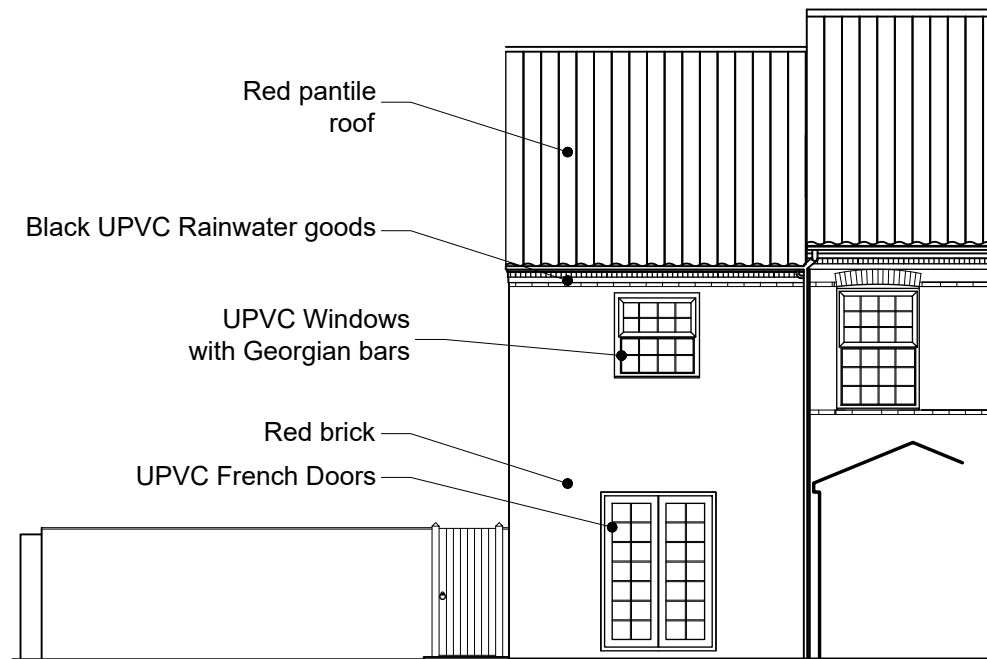 Red pantile
roof
Black UPVC Rainwater goods
UPVC Windows
with Georgian bars
Red brick
UPVC French Doors